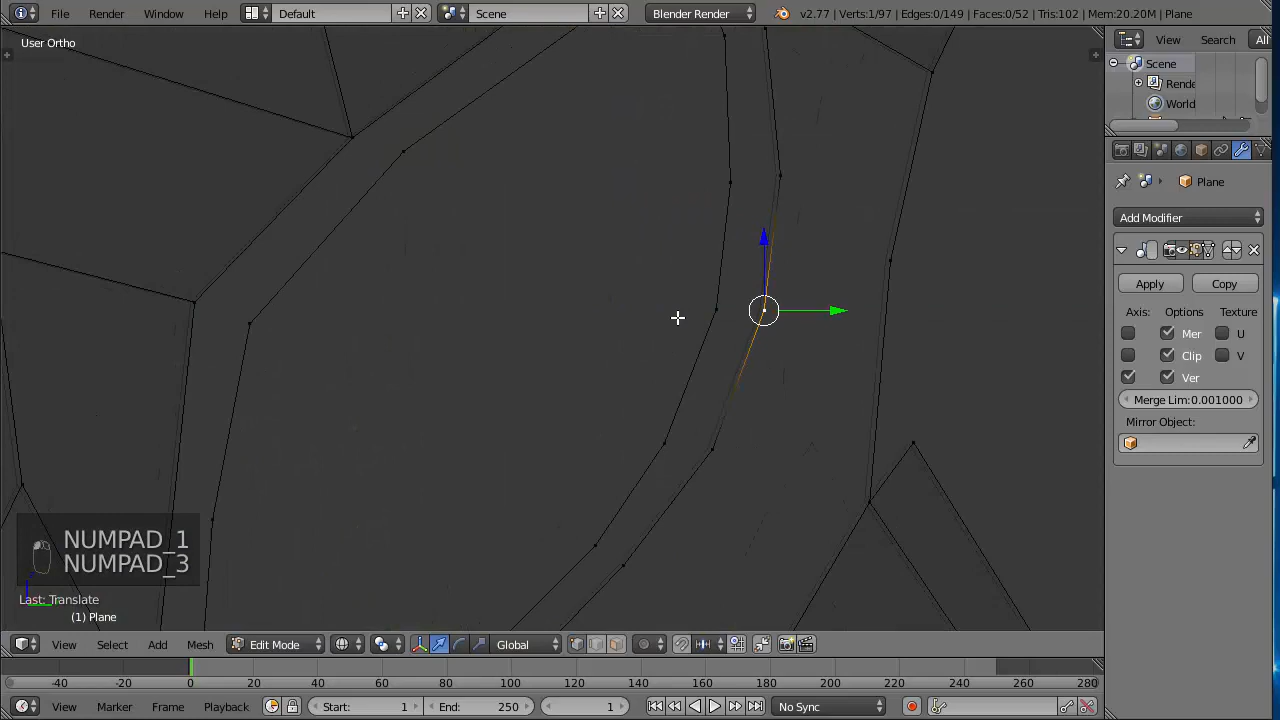 File Render Window Help Default Scene Blender Render v2.77 | Verts:1/97 | Edges:0/149 | Faces:0/52 | Tris:102 | Mem:20.20M | Plane
User Ortho
View Search All
Scene
Rende
World
Plane
Add Modifier
Apply Copy
Axis: Options Texture
Mer U
Clip V
Ver
Merge Lim:0.001000
Mirror Object:
NUMPAD_1
NUMPAD_3
Last: Translate
(1) Plane
View Select Add Mesh Edit Mode Global
-40 -20 0 20 40 60 80 100 120 140 160 180 200 220 240 260 280
View Marker Frame Playback Start: 1 End: 250 1 No Sync